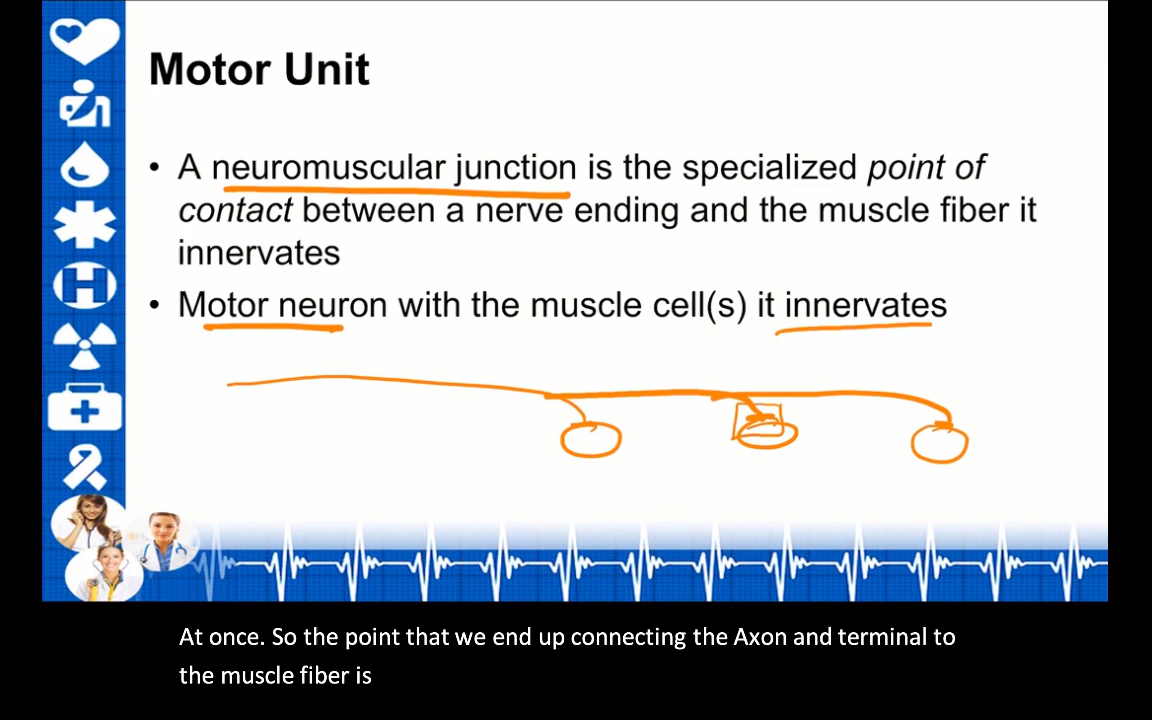 Motor Unit
• A neuromuscular junction is the specialized point of
contact between a nerve ending and the muscle fiber it
innervates
• Motor neuron with the muscle cell(s) it innervates
H
At once. So the point that we end up connecting the Axon and terminal to
the muscle fiber is